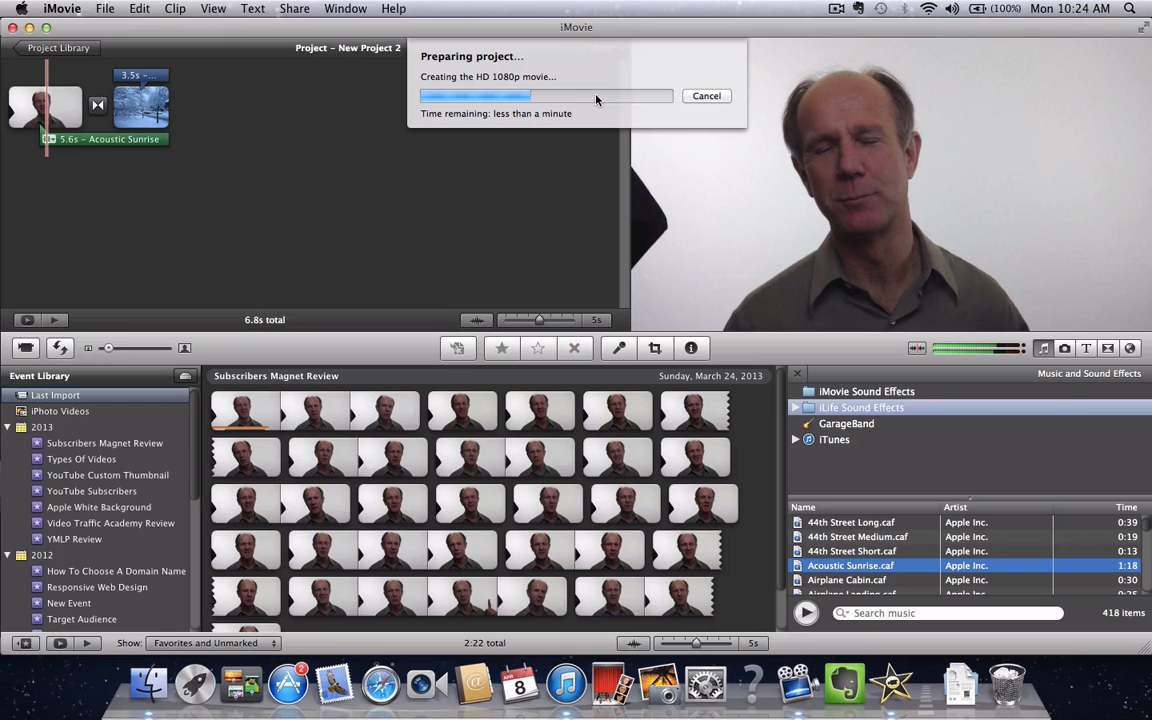 iMovie File Edit Clip View Text Share Window Help
(100%) Mon 10:24 AM
iMovie
Project Library
Project - New Project 2
Preparing project...
Creating the HD 1080p movie...
Cancel
Time remaining: less than a minute
3.5s -...
5.6s - Acoustic Sunrise
6.8s total
5s
Event Library
Last Import
iPhoto Videos
2013
Subscribers Magnet Review
Types Of Videos
YouTube Custom Thumbnail
YouTube Subscribers
Apple White Background
Video Traffic Academy Review
YMLP Review
2012
How To Choose A Domain Name
Responsive Web Design
New Event
Target Audience
Subscribers Magnet Review
Sunday, March 24, 2013
Music and Sound Effects
iMovie Sound Effects
iLife Sound Effects
GarageBand
iTunes
Name Artist Time
44th Street Long.caf Apple Inc. 0:39
44th Street Medium.caf Apple Inc. 0:19
44th Street Short.caf Apple Inc. 0:13
Acoustic Sunrise.caf Apple Inc. 1:18
Airplane Cabin.caf Apple Inc. 0:30
Airplane Landing.caf Apple Inc.
Search music
418 items
Show: Favorites and Unmarked
2:22 total
5s
2
APR
8